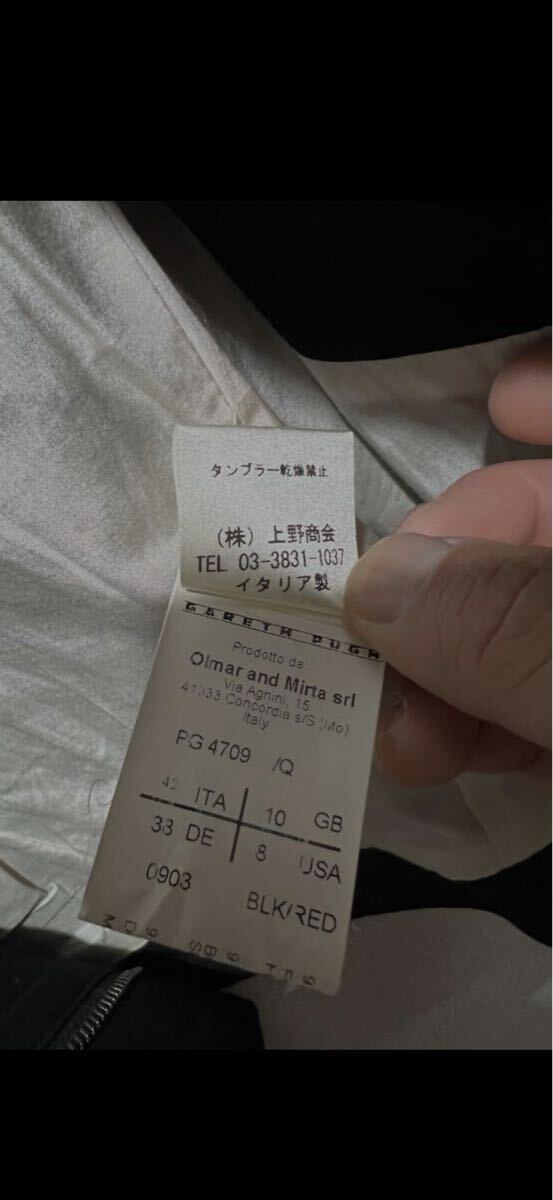 タンブラー乾燥禁止
(株) 上野商会
TEL 03-3831-1037
イタリア製
GARETH PUGH
Prodotto da:
Olmar and Mirta srl
Via Agnini, 15
41033 Concordia s/S (Mo)
Italy
PG 4709 /Q
42 ITA 10 GB
38 DE 8 USA
0903 BLK/RED